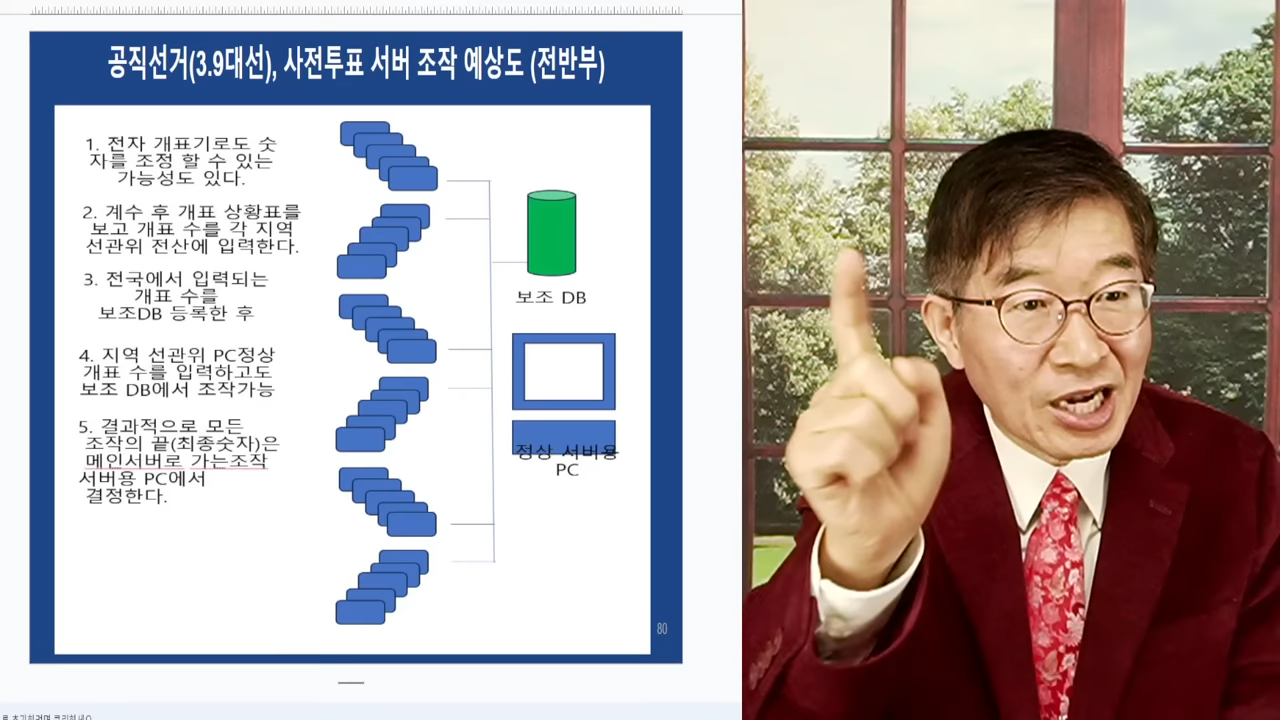 공직선거(3.9대선), 사전투표 서버 조작 예상도 (전반부)
1. 전자 개표기로도 숫
자를 조정 할 수 있는
가능성도 있다.
2. 계수 후 개표 상황표를
보고 개표 수를 각 지역
선관위 전산에 입력한다.
3. 전국에서 입력되는
개표 수를
보조DB 등록한 후
4. 지역 선관위 PC정상
개표 수를 입력하고도
보조 DB에서 조작가능
5. 결과적으로 모든
조작의 끝(최종숫자)은
메인서버로 가는조작
서버용 PC에서
결정한다.
보조 DB
정상 서버용
PC
80